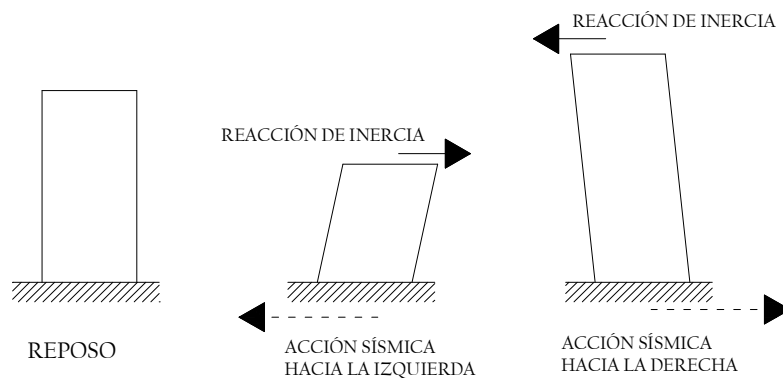 REACCIÓN DE INERCIA
REACCIÓN DE INERCIA
REPOSO
ACCIÓN SÍSMICA
HACIA LA IZQUIERDA
ACCIÓN SÍSMICA
HACIA LA DERECHA